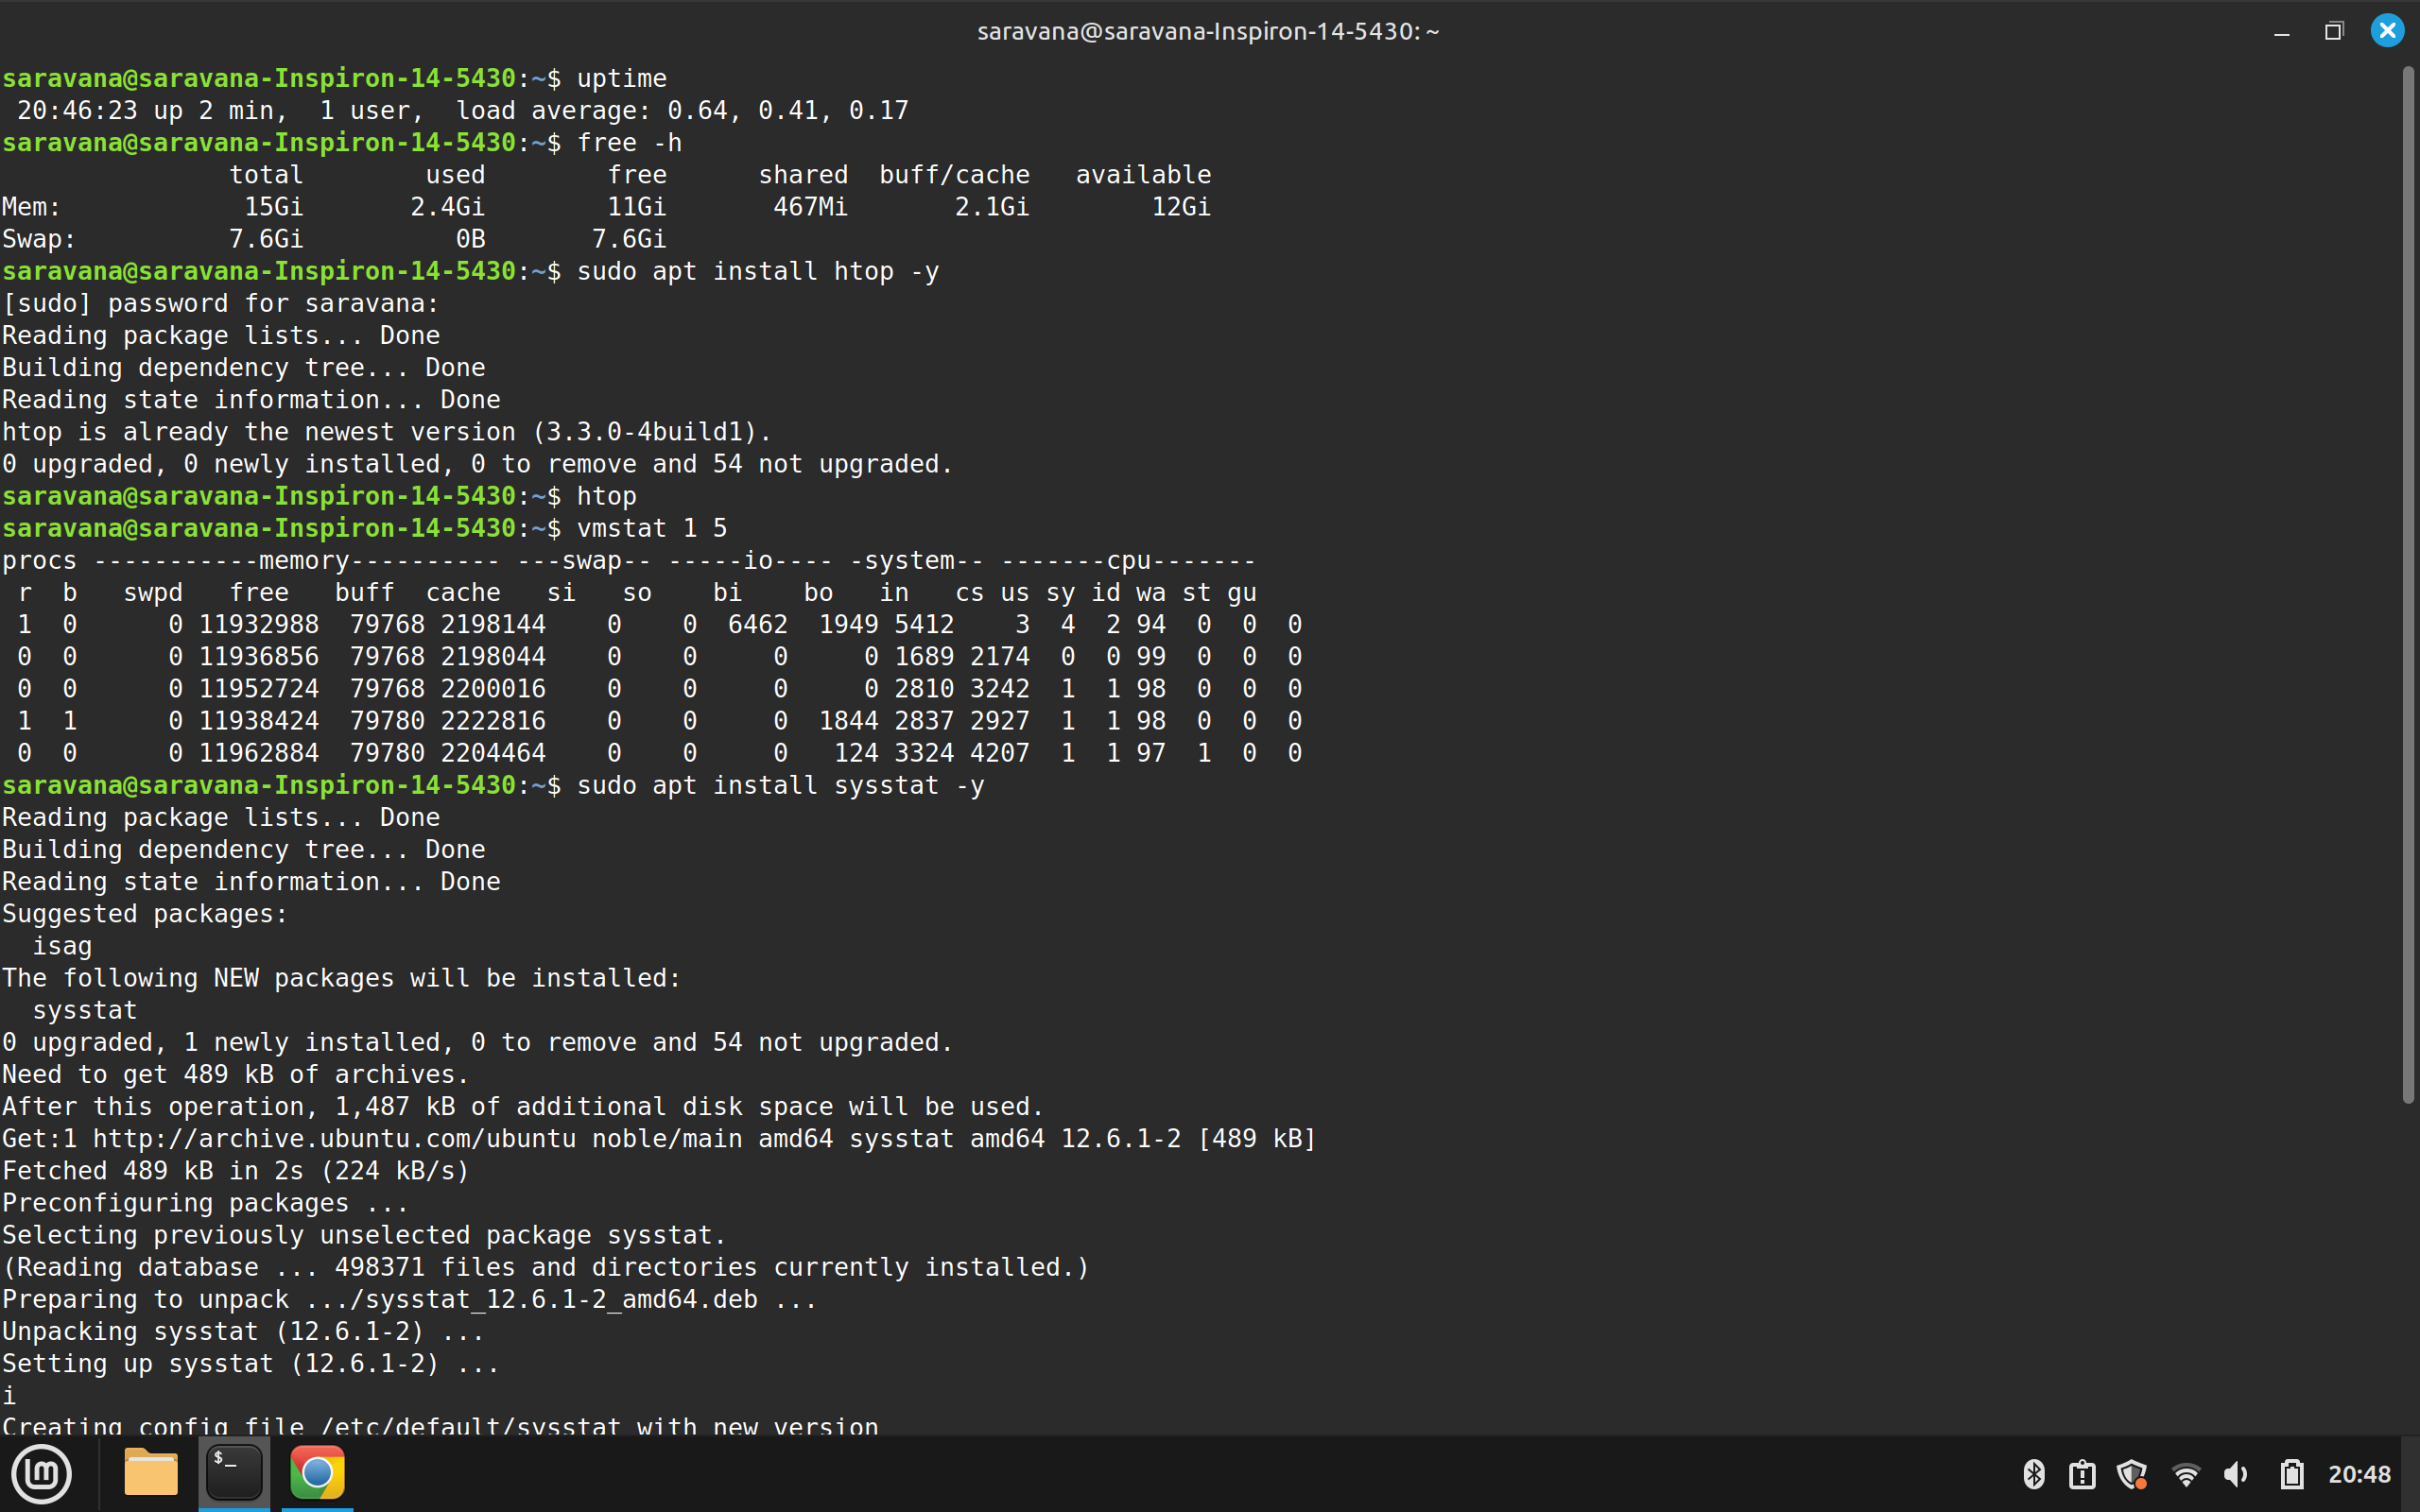 saravana@saravana-Inspiron-14-5430: ~
saravana@saravana-Inspiron-14-5430:~$ uptime
 20:46:23 up 2 min,  1 user,  load average: 0.64, 0.41, 0.17
saravana@saravana-Inspiron-14-5430:~$ free -h
               total        used        free      shared  buff/cache   available
Mem:            15Gi       2.4Gi        11Gi       467Mi       2.1Gi        12Gi
Swap:          7.6Gi          0B       7.6Gi
saravana@saravana-Inspiron-14-5430:~$ sudo apt install htop -y
[sudo] password for saravana:
Reading package lists... Done
Building dependency tree... Done
Reading state information... Done
htop is already the newest version (3.3.0-4build1).
0 upgraded, 0 newly installed, 0 to remove and 54 not upgraded.
saravana@saravana-Inspiron-14-5430:~$ htop
saravana@saravana-Inspiron-14-5430:~$ vmstat 1 5
procs -----------memory---------- ---swap-- -----io---- -system-- -------cpu-------
 r  b   swpd   free   buff  cache   si   so    bi    bo   in   cs us sy id wa st gu
 1  0      0 11932988  79768 2198144    0    0  6462  1949 5412    3  4  2 94  0  0  0
 0  0      0 11936856  79768 2198044    0    0     0     0 1689 2174  0  0 99  0  0  0
 0  0      0 11952724  79768 2200016    0    0     0     0 2810 3242  1  1 98  0  0  0
 1  1      0 11938424  79780 2222816    0    0     0  1844 2837 2927  1  1 98  0  0  0
 0  0      0 11962884  79780 2204464    0    0     0   124 3324 4207  1  1 97  1  0  0
saravana@saravana-Inspiron-14-5430:~$ sudo apt install sysstat -y
Reading package lists... Done
Building dependency tree... Done
Reading state information... Done
Suggested packages:
  isag
The following NEW packages will be installed:
  sysstat
0 upgraded, 1 newly installed, 0 to remove and 54 not upgraded.
Need to get 489 kB of archives.
After this operation, 1,487 kB of additional disk space will be used.
Get:1 http://archive.ubuntu.com/ubuntu noble/main amd64 sysstat amd64 12.6.1-2 [489 kB]
Fetched 489 kB in 2s (224 kB/s)
Preconfiguring packages ...
Selecting previously unselected package sysstat.
(Reading database ... 498371 files and directories currently installed.)
Preparing to unpack .../sysstat_12.6.1-2_amd64.deb ...
Unpacking sysstat (12.6.1-2) ...
Setting up sysstat (12.6.1-2) ...
i
Creating config file /etc/default/sysstat with new version
$_
20:48